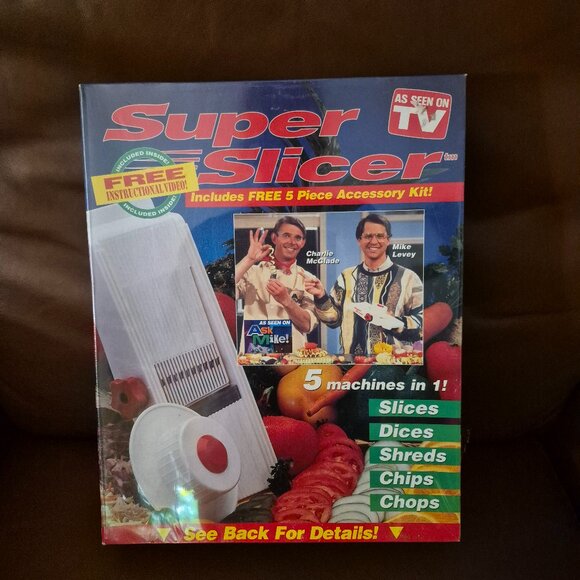 AS SEEN ON
TV
Super
Slicer
INCLUDED INSIDE!
FREE
INSTRUCTIONAL VIDEO!
INCLUDED INSIDE!
Includes FREE 5 Piece Accessory Kit!
Charlie
McGlade
Mike
Levey
AS SEEN ON
Ask
Mike!
5 machines in 1!
Slices
Dices
Shreds
Chips
Chops
See Back For Details!